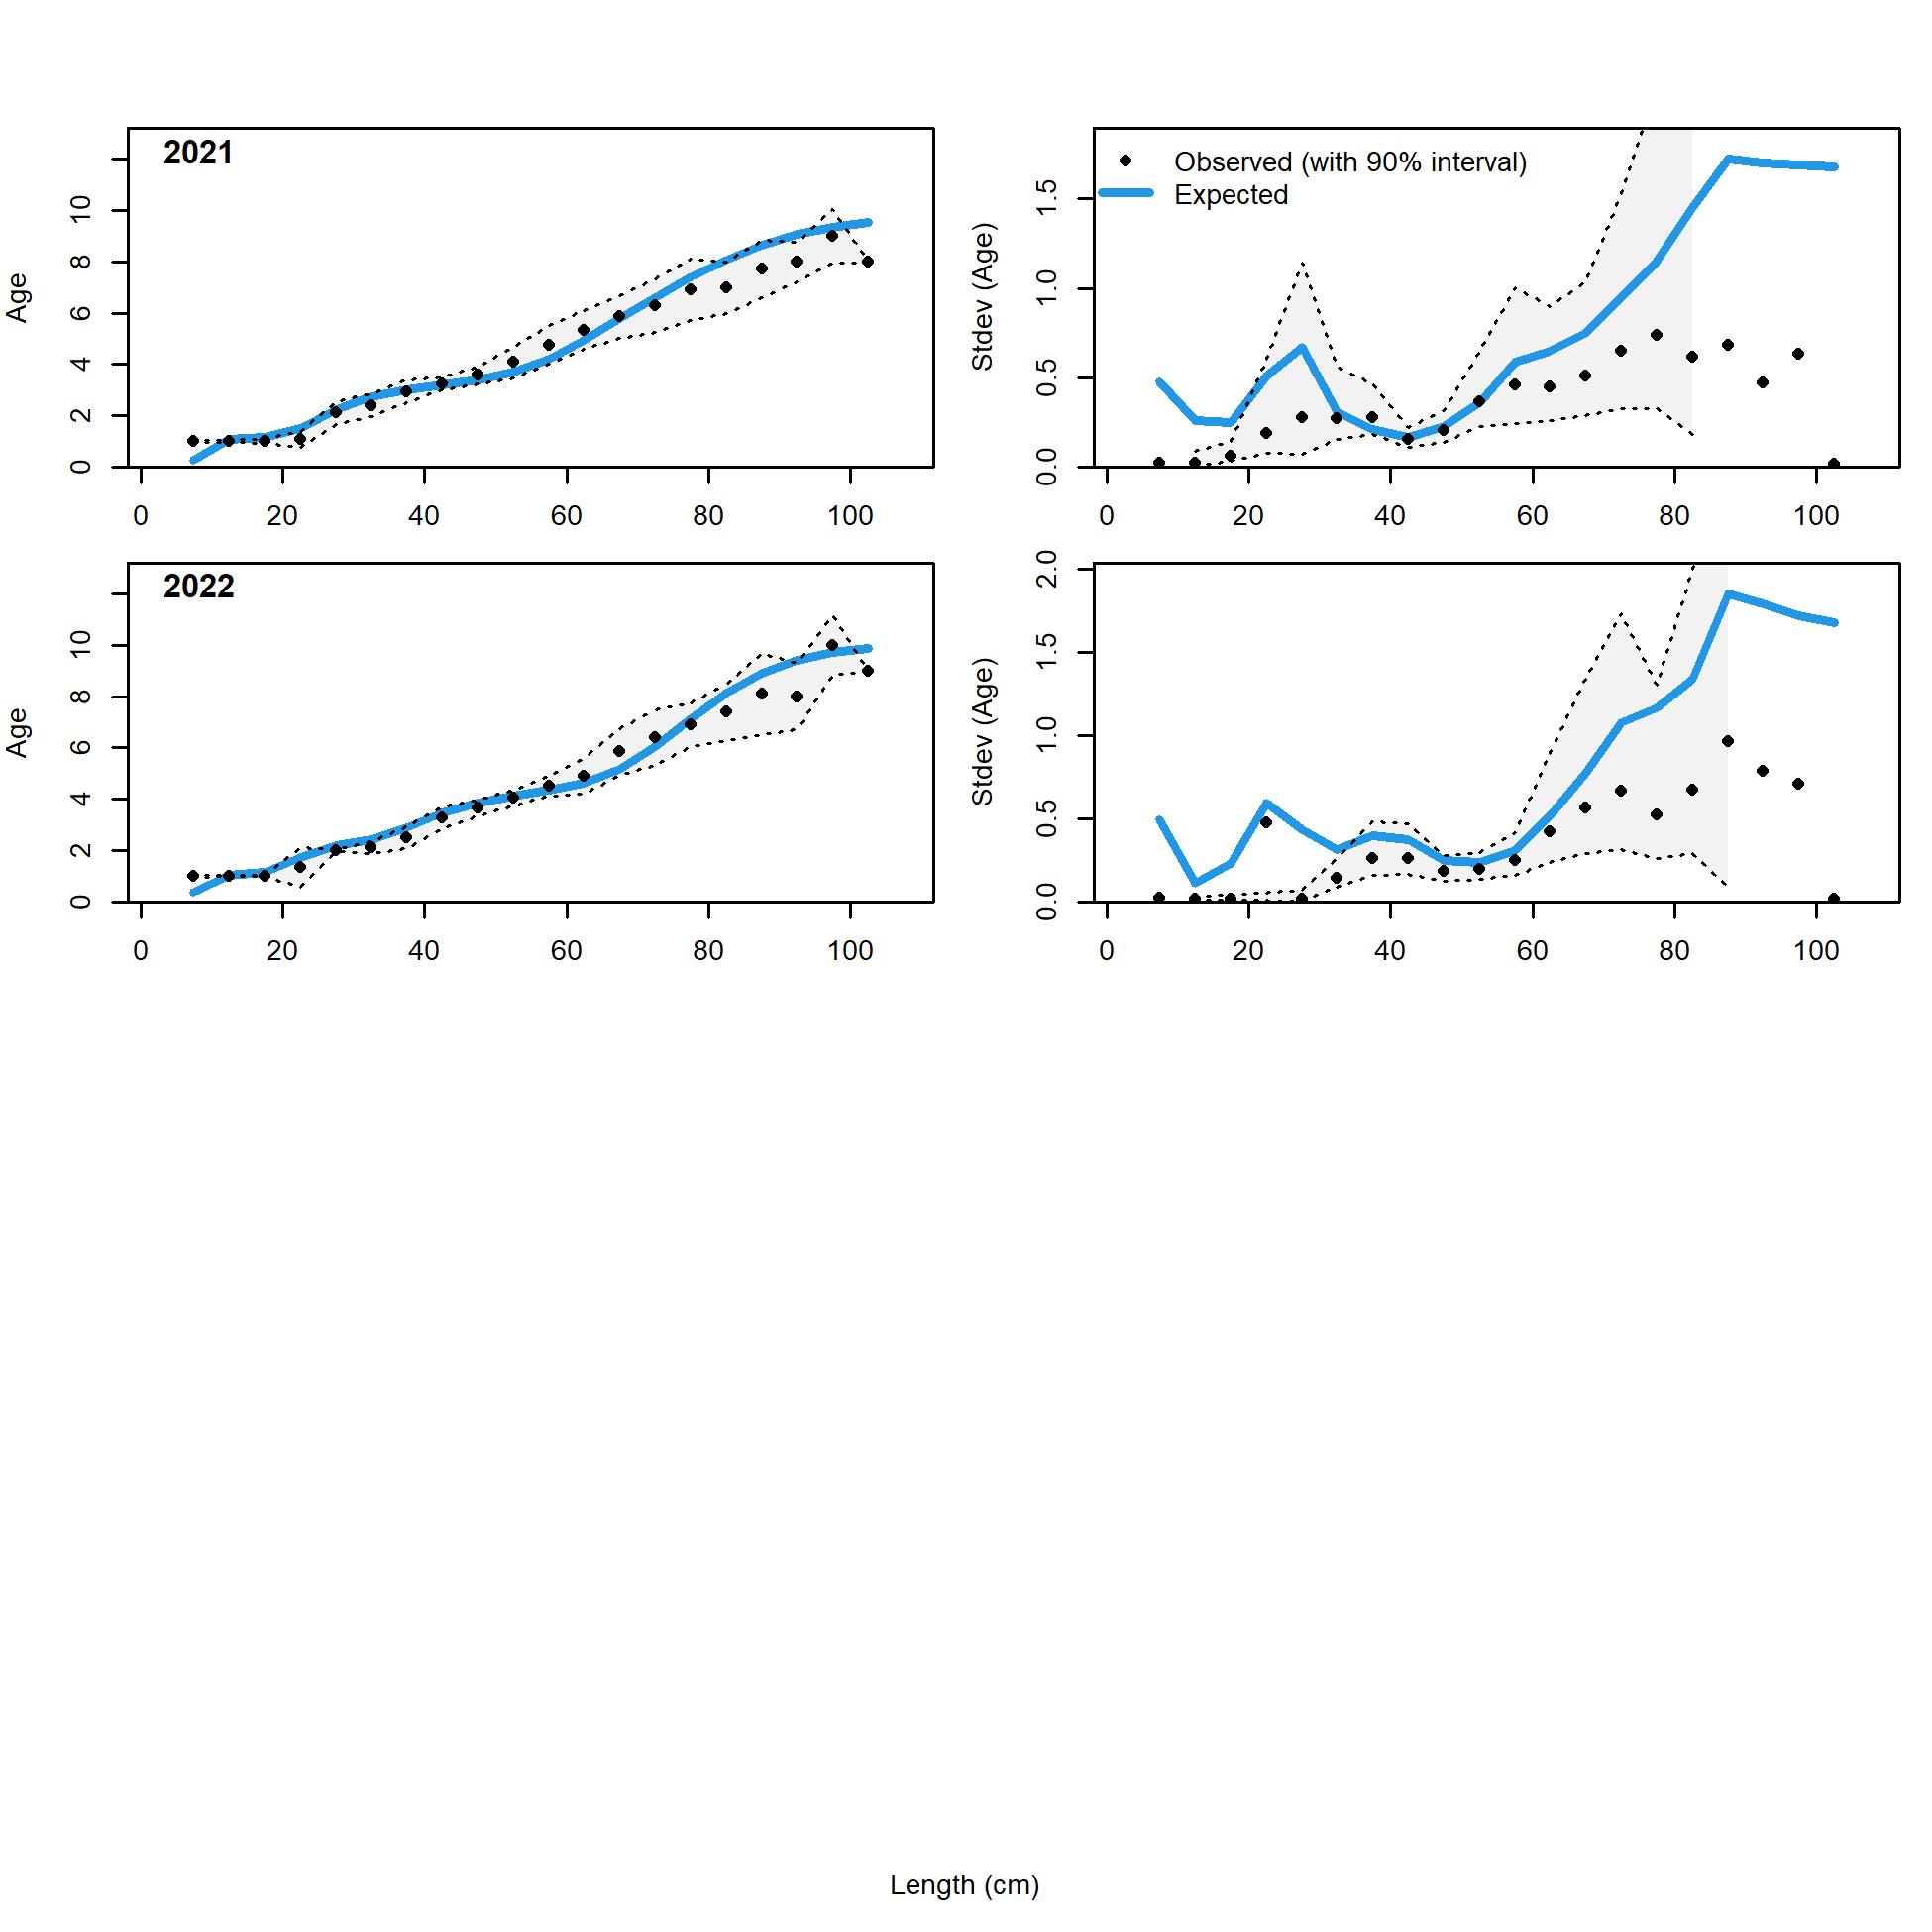 2021
Age
0 2 4 6 8 10
0 20 40 60 80 100
Observed (with 90% interval)
Expected
Stdev (Age)
0.0 0.5 1.0 1.5
0 20 40 60 80 100
2022
Age
0 2 4 6 8 10
0 20 40 60 80 100
Stdev (Age)
0.0 0.5 1.0 1.5 2.0
0 20 40 60 80 100
Length (cm)